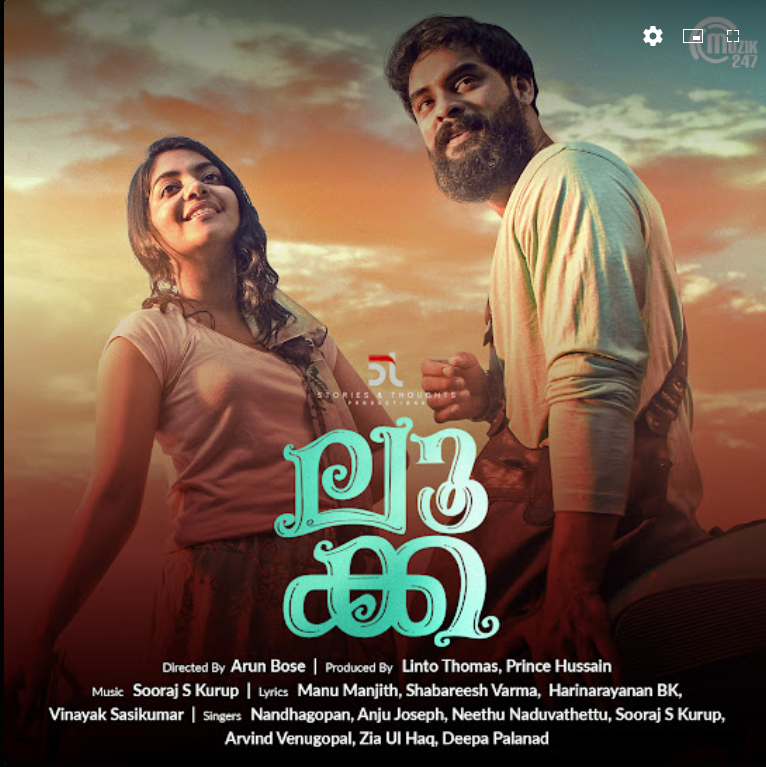 MUZIK
247
STORIES & THOUGHTS
PRODUCTIONS
ലൂ
ക്ക
Directed By Arun Bose | Produced By Linto Thomas, Prince Hussain
Music Sooraj S Kurup | Lyrics Manu Manjith, Shabareesh Varma, Harinarayanan BK,
Vinayak Sasikumar | Singers Nandhagopan, Anju Joseph, Neethu Naduvathettu, Sooraj S Kurup,
Arvind Venugopal, Zia Ul Haq, Deepa Palanad